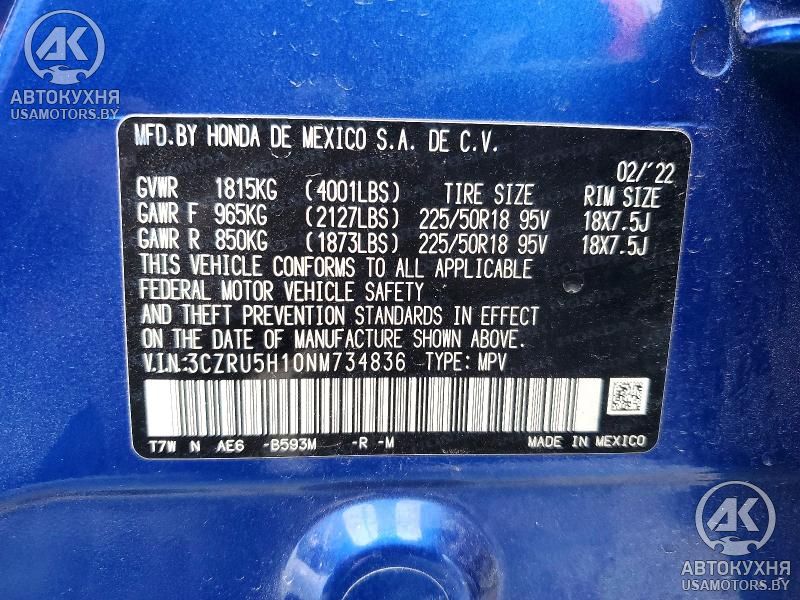 AK
АВТОКУХНЯ
USAMOTORS.BY
MFD.BY HONDA DE MEXICO S.A. DE C.V.
02/'22
GVWR 1815KG (4001LBS) TIRE SIZE RIM SIZE
GAWR F 965KG (2127LBS) 225/50R18 95V 18X7.5J
GAWR R 850KG (1873LBS) 225/50R18 95V 18X7.5J
THIS VEHICLE CONFORMS TO ALL APPLICABLE
FEDERAL MOTOR VEHICLE SAFETY
AND THEFT PREVENTION STANDARDS IN EFFECT
ON THE DATE OF MANUFACTURE SHOWN ABOVE.
V.I.N:3CZRU5H10NM734836 TYPE: MPV
T7W N AE6 -B593M -R -M MADE IN MEXICO
AK
АВТОКУХНЯ
USAMOTORS.BY